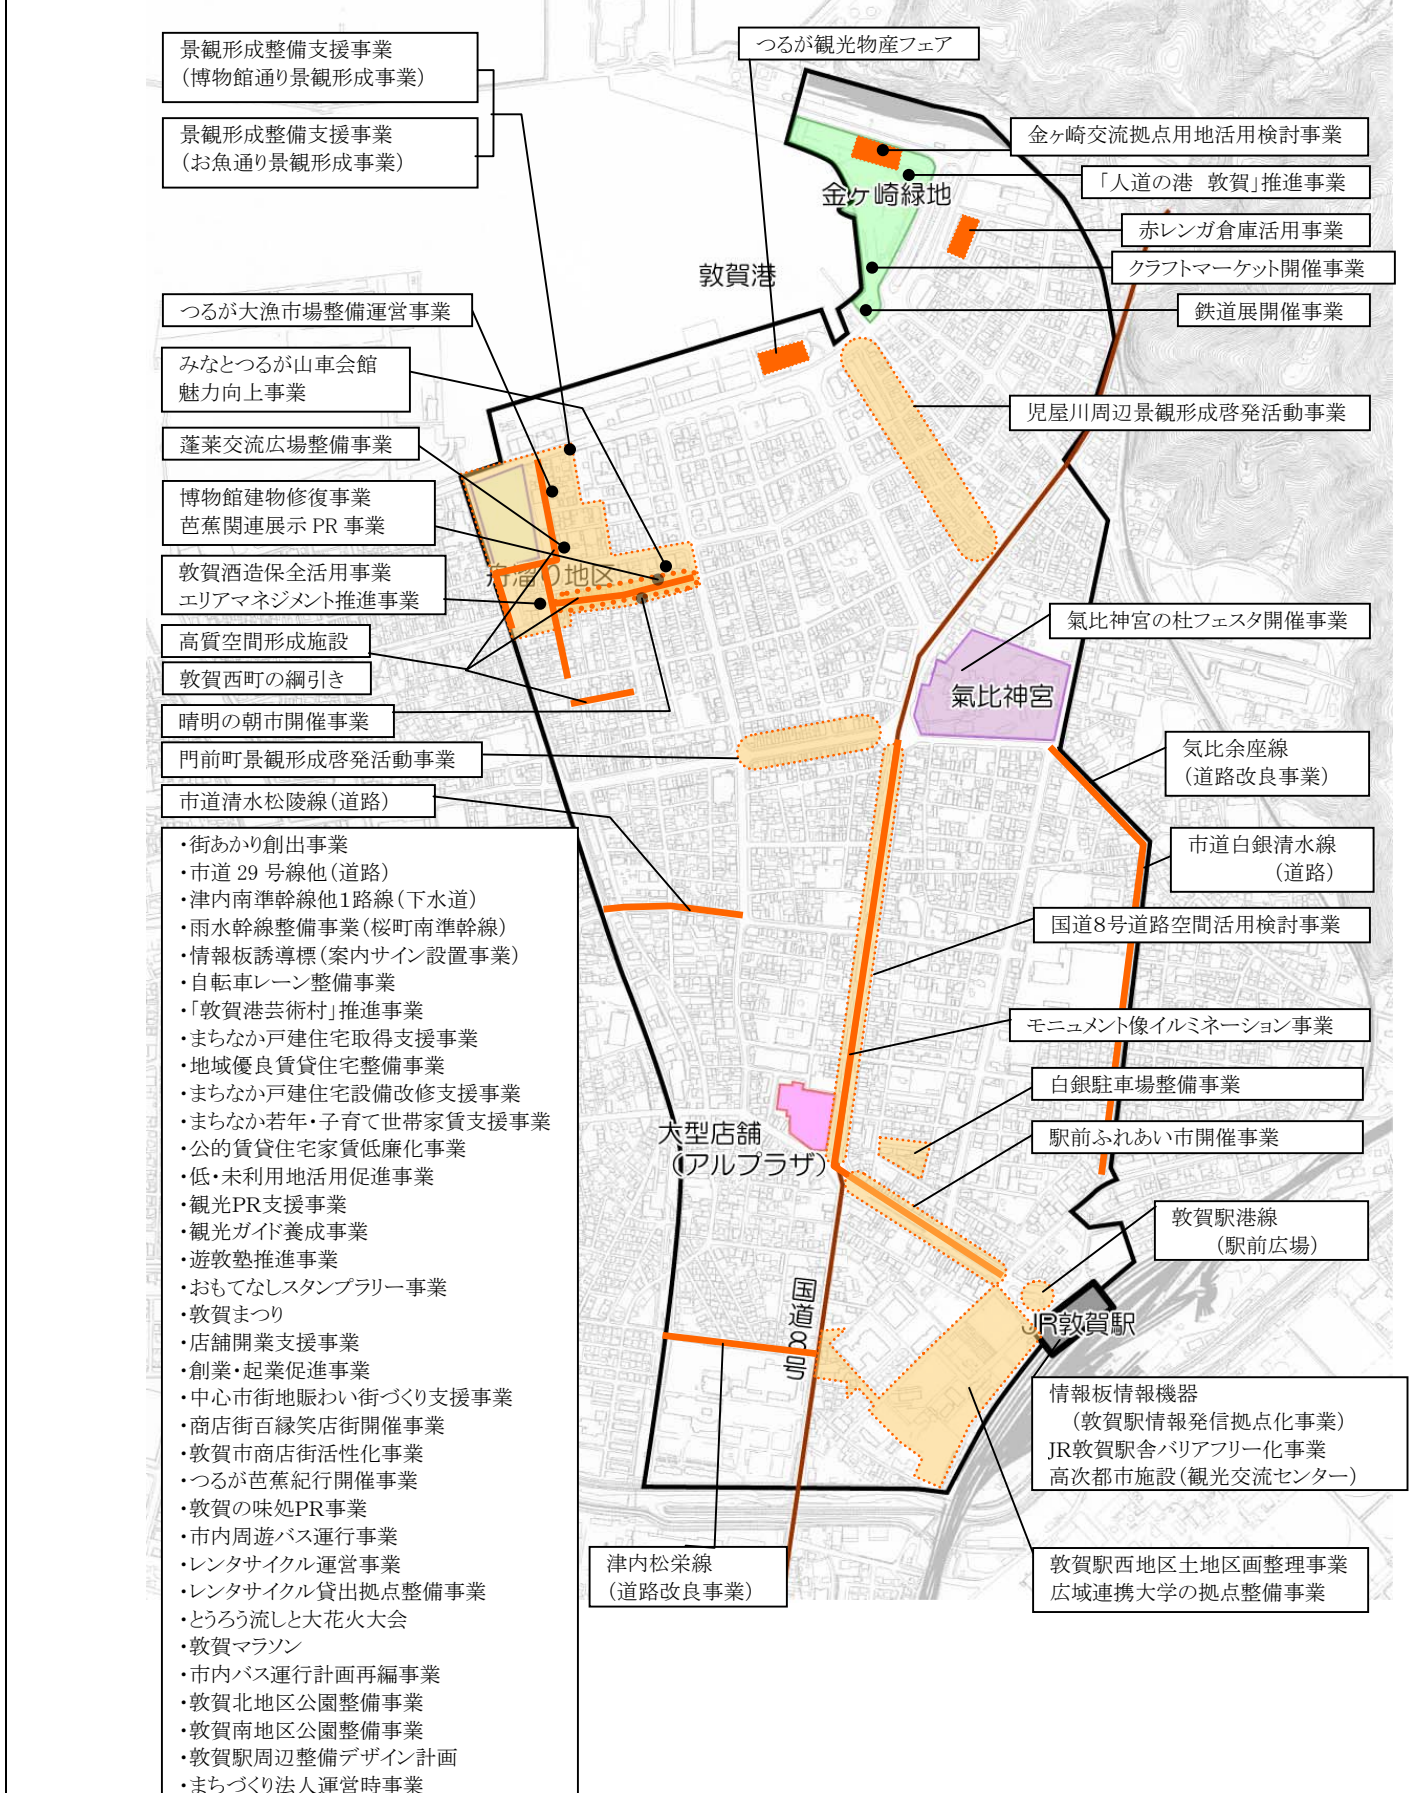 景観形成整備支援事業
(博物館通り景観形成事業)
景観形成整備支援事業
(お魚通り景観形成事業)
つるが大漁市場整備運営事業
みなとつるが山車会館
魅力向上事業
蓬莱交流広場整備事業
博物館建物修復事業
芭蕉関連展示 PR 事業
敦賀酒造保全活用事業
エリアマネジメント推進事業
高質空間形成施設
敦賀西町の綱引き
晴明の朝市開催事業
門前町景観形成啓発活動事業
市道清水松陵線(道路)
・街あかり創出事業
・市道 29 号線他(道路)
・津内南準幹線他1路線(下水道)
・雨水幹線整備事業(桜町南準幹線)
・情報板誘導標(案内サイン設置事業)
・自転車レーン整備事業
・「敦賀港芸術村」推進事業
・まちなか戸建住宅取得支援事業
・地域優良賃貸住宅整備事業
・まちなか戸建住宅設備改修支援事業
・まちなか若年・子育て世帯家賃支援事業
・公的賃貸住宅家賃低廉化事業
・低・未利用地活用促進事業
・観光PR支援事業
・観光ガイド養成事業
・遊敦塾推進事業
・おもてなしスタンプラリー事業
・敦賀まつり
・店舗開業支援事業
・創業・起業促進事業
・中心市街地賑わい街づくり支援事業
・商店街百縁笑店街開催事業
・敦賀市商店街活性化事業
・つるが芭蕉紀行開催事業
・敦賀の味処PR事業
・市内周遊バス運行事業
・レンタサイクル運営事業
・レンタサイクル貸出拠点整備事業
・とうろう流しと大花火大会
・敦賀マラソン
・市内バス運行計画再編事業
・敦賀北地区公園整備事業
・敦賀南地区公園整備事業
・敦賀駅周辺整備デザイン計画
・まちづくり法人運営時事業
つるが観光物産フェア
金ヶ崎緑地
敦賀港
舟溜り地区
氣比神宮
大型店舗
(アルプラザ)
国道8号
JR敦賀駅
金ヶ崎交流拠点用地活用検討事業
「人道の港 敦賀」推進事業
赤レンガ倉庫活用事業
クラフトマーケット開催事業
鉄道展開催事業
児屋川周辺景観形成啓発活動事業
氣比神宮の杜フェスタ開催事業
気比余座線
(道路改良事業)
市道白銀清水線
(道路)
国道8号道路空間活用検討事業
モニュメント像イルミネーション事業
白銀駐車場整備事業
駅前ふれあい市開催事業
敦賀駅港線
(駅前広場)
情報板情報機器
(敦賀駅情報発信拠点化事業)
JR敦賀駅舎バリアフリー化事業
高次都市施設(観光交流センター)
津内松栄線
(道路改良事業)
敦賀駅西地区土地区画整理事業
広域連携大学の拠点整備事業